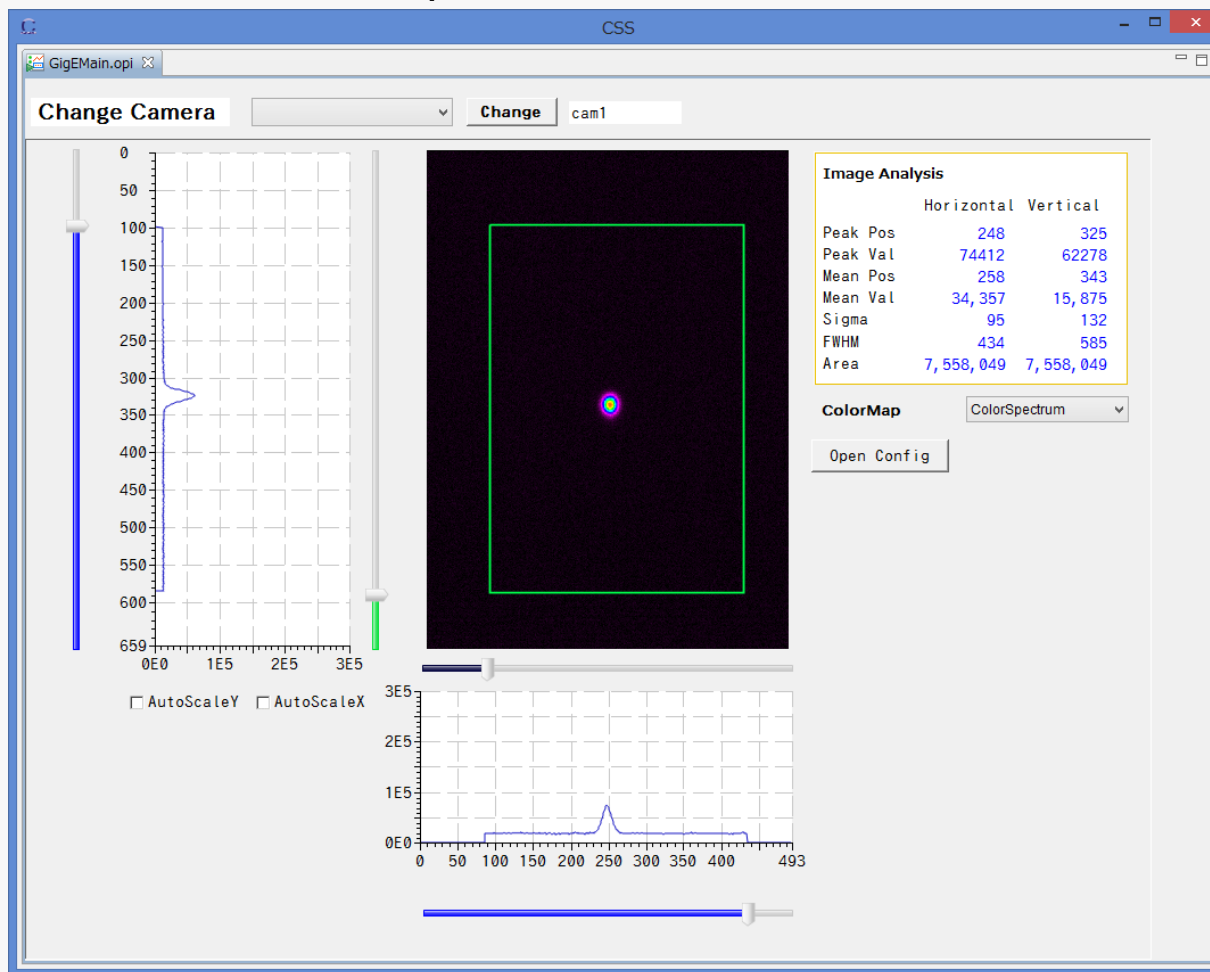 CSS
GigEMain.opi
Change Camera Change cam1
0
50
100
150
200
250
300
350
400
450
500
550
600
659
0E0 1E5 2E5 3E5
AutoScaleY AutoScaleX
3E5
2E5
1E5
0E0
0 50 100 150 200 250 300 350 400 493
Image Analysis
Horizontal Vertical
Peak Pos 248 325
Peak Val 74412 62278
Mean Pos 258 343
Mean Val 34,357 15,875
Sigma 95 132
FWHM 434 585
Area 7,558,049 7,558,049
ColorMap ColorSpectrum
Open Config